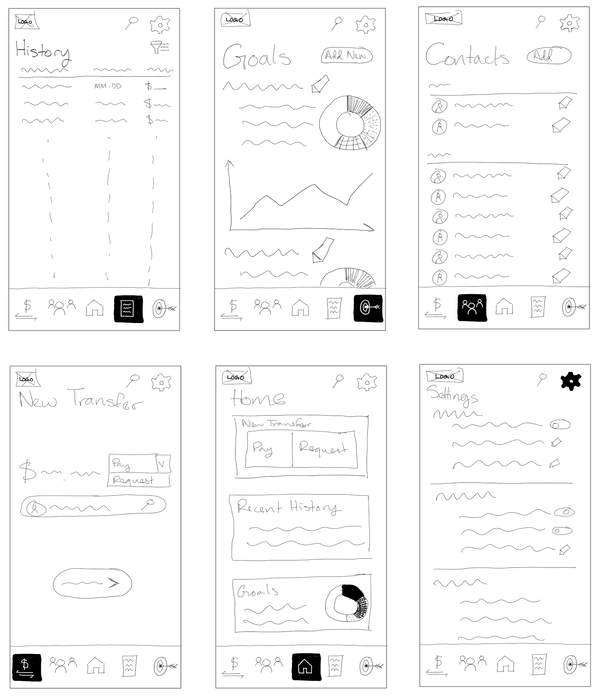 LOGO
History
MM-DD
$
$
$
$
LOGO
Goals
Add New
$
LOGO
Contacts
Add
$
LOGO
New Transfer
$
Pay
V
Request
$
LOGO
Home
New Transfer
Pay
Request
Recent History
Goals
$
LOGO
Settings
$